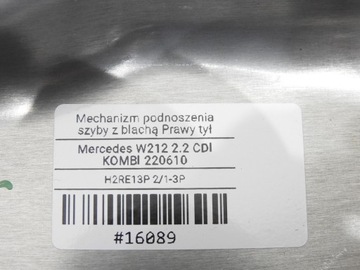 Mechanizm podnoszenia
szyby z blachą Prawy tył
Mercedes W212 2.2 CDI
KOMBI 220610
H2RE13P 2/1-3P
#16089